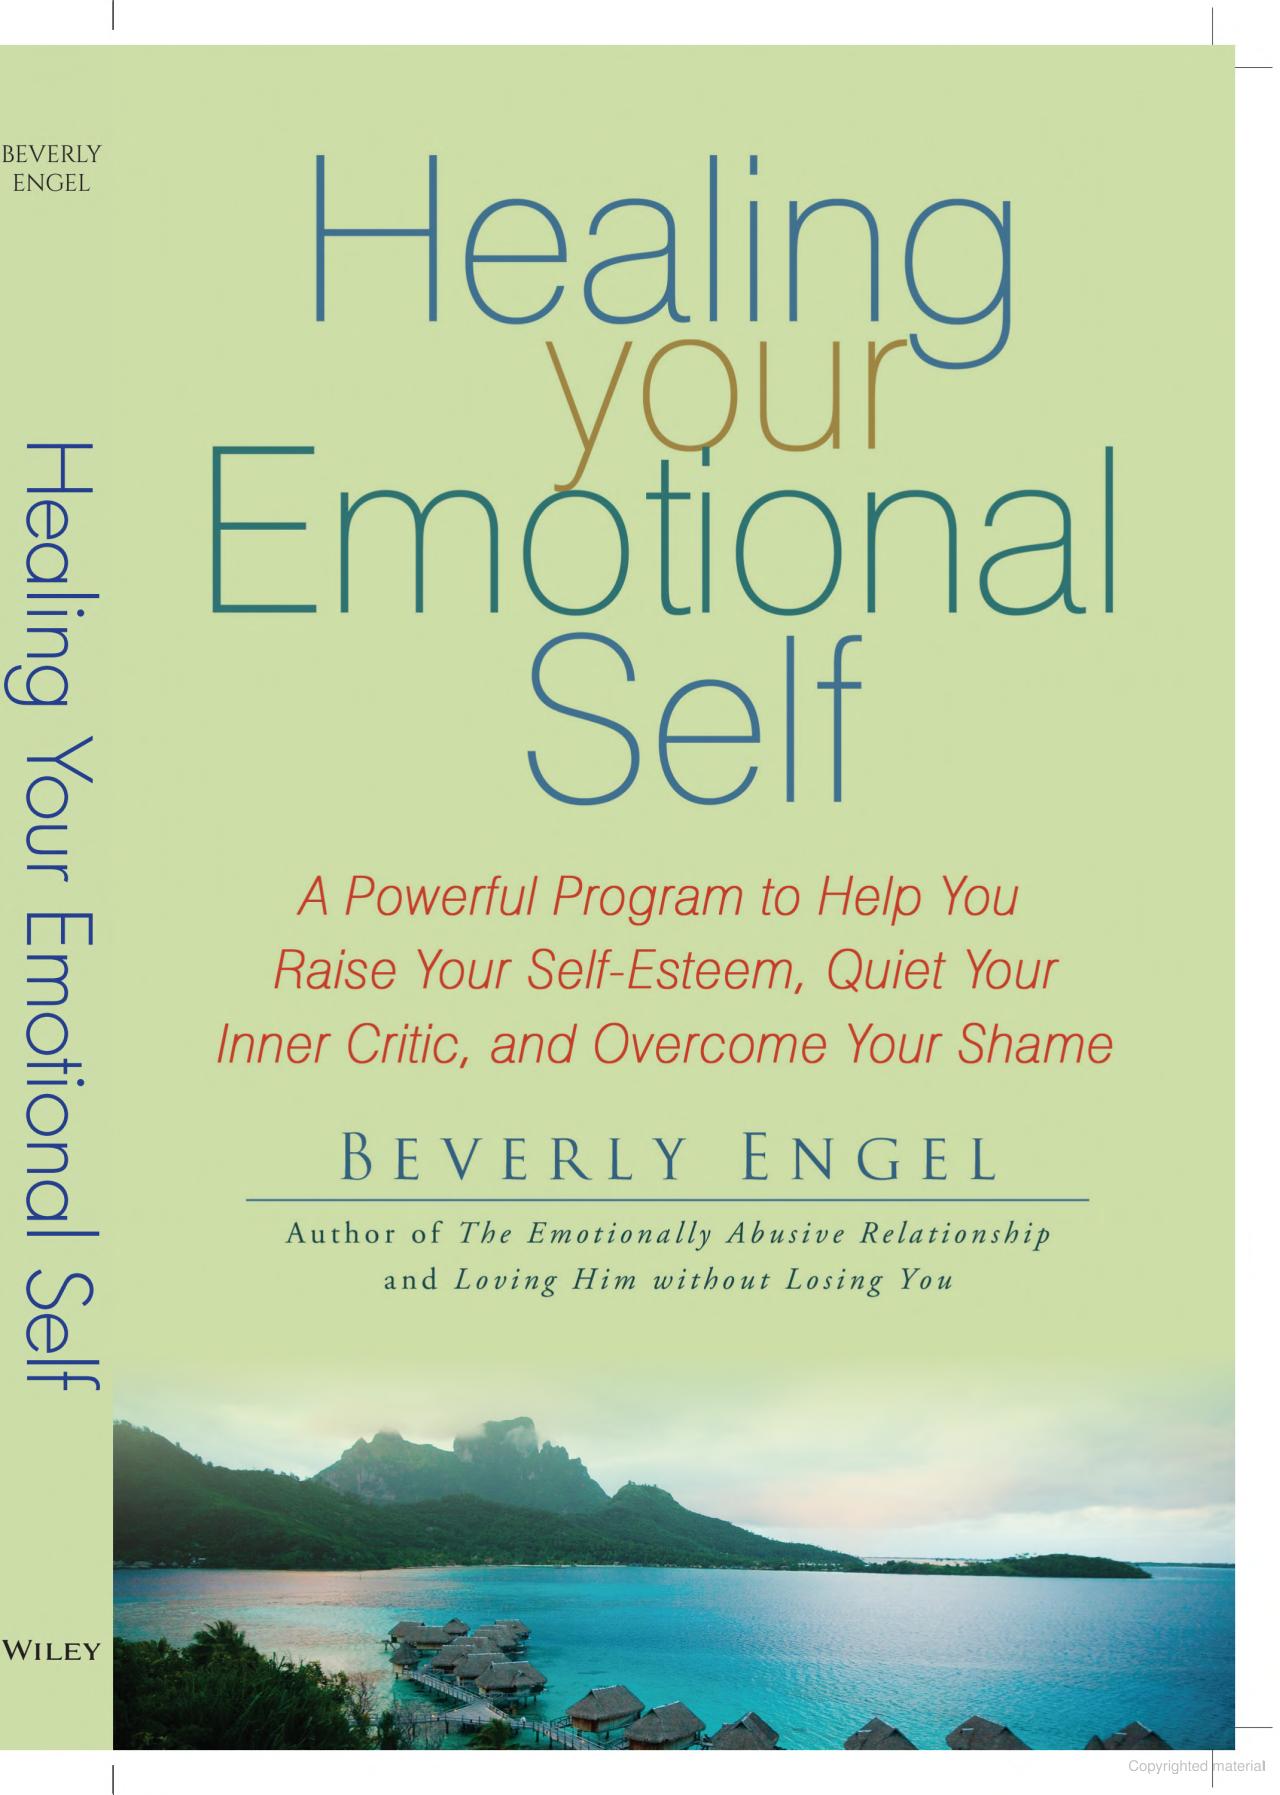 BEVERLY
ENGEL
Healing Your Emotional Self
WILEY
Healing
your
Emotional
Self
A Powerful Program to Help You
Raise Your Self-Esteem, Quiet Your
Inner Critic, and Overcome Your Shame
BEVERLY ENGEL
Author of The Emotionally Abusive Relationship
and Loving Him without Losing You
Copyrighted material